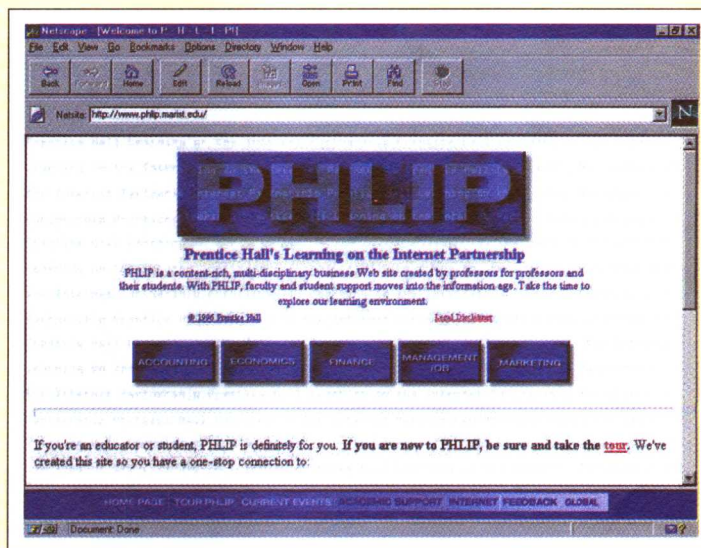 Netscape - [Welcome to P - H - L - I - P!]
File Edit View Go Bookmarks Options Directory Window Help
Back Forward Home Edit Reload Images Open Print Find Stop
Netsite: http://www.phlip.marist.edu/
N
PHLIP
Prentice Hall's Learning on the Internet Partnership
PHLIP is a content-rich, multi-disciplinary business Web site created by professors for professors and
their students. With PHLIP, faculty and student support moves into the information age. Take the time to
explore our learning environment.
© 1996 Prentice Hall Legal Disclaimer
ACCOUNTING ECONOMICS FINANCE MANAGEMENT /OB MARKETING
If you're an educator or student, PHLIP is definitely for you. If you are new to PHLIP, be sure and take the tour. We've
created this site so you have a one-stop connection to:
HOME PAGE TOUR PHLIP CURRENT EVENTS ACADEMIC SUPPORT INTERNET FEEDBACK GLOBAL
Document: Done